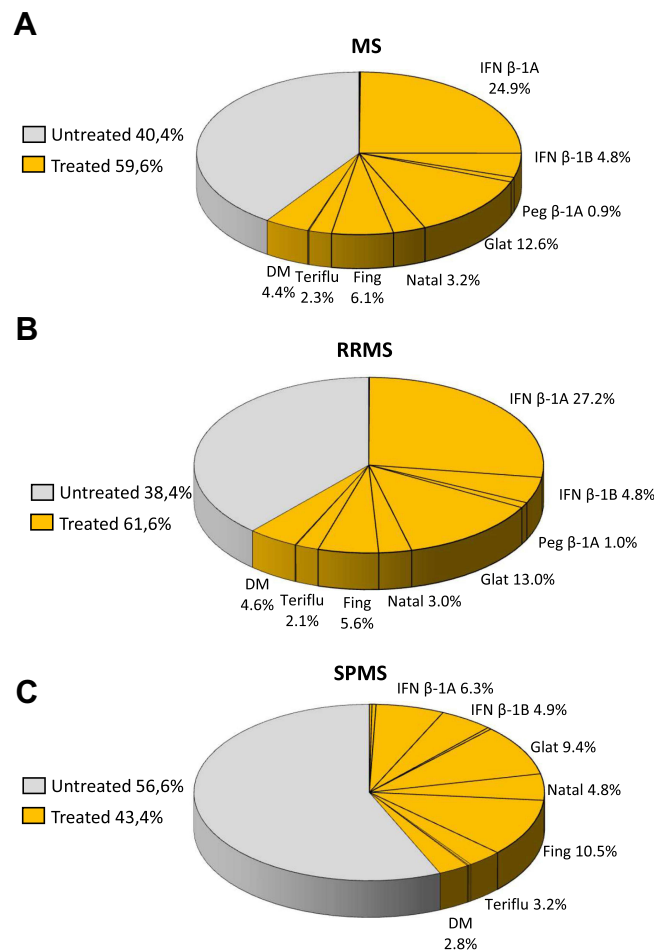 A
MS
IFN β-1A
24.9%
Untreated 40,4%
Treated 59,6%
IFN β-1B 4.8%
Peg β-1A 0.9%
Glat 12.6%
Natal 3.2%
Fing
6.1%
Teriflu
2.3%
DM
4.4%
B
RRMS
IFN β-1A 27.2%
Untreated 38,4%
Treated 61,6%
IFN β-1B 4.8%
Peg β-1A 1.0%
Glat 13.0%
Natal 3.0%
Fing
5.6%
Teriflu
2.1%
DM
4.6%
C
SPMS
IFN β-1A 6.3%
IFN β-1B 4.9%
Glat 9.4%
Untreated 56,6%
Treated 43,4%
Natal 4.8%
Fing 10.5%
Teriflu 3.2%
DM
2.8%